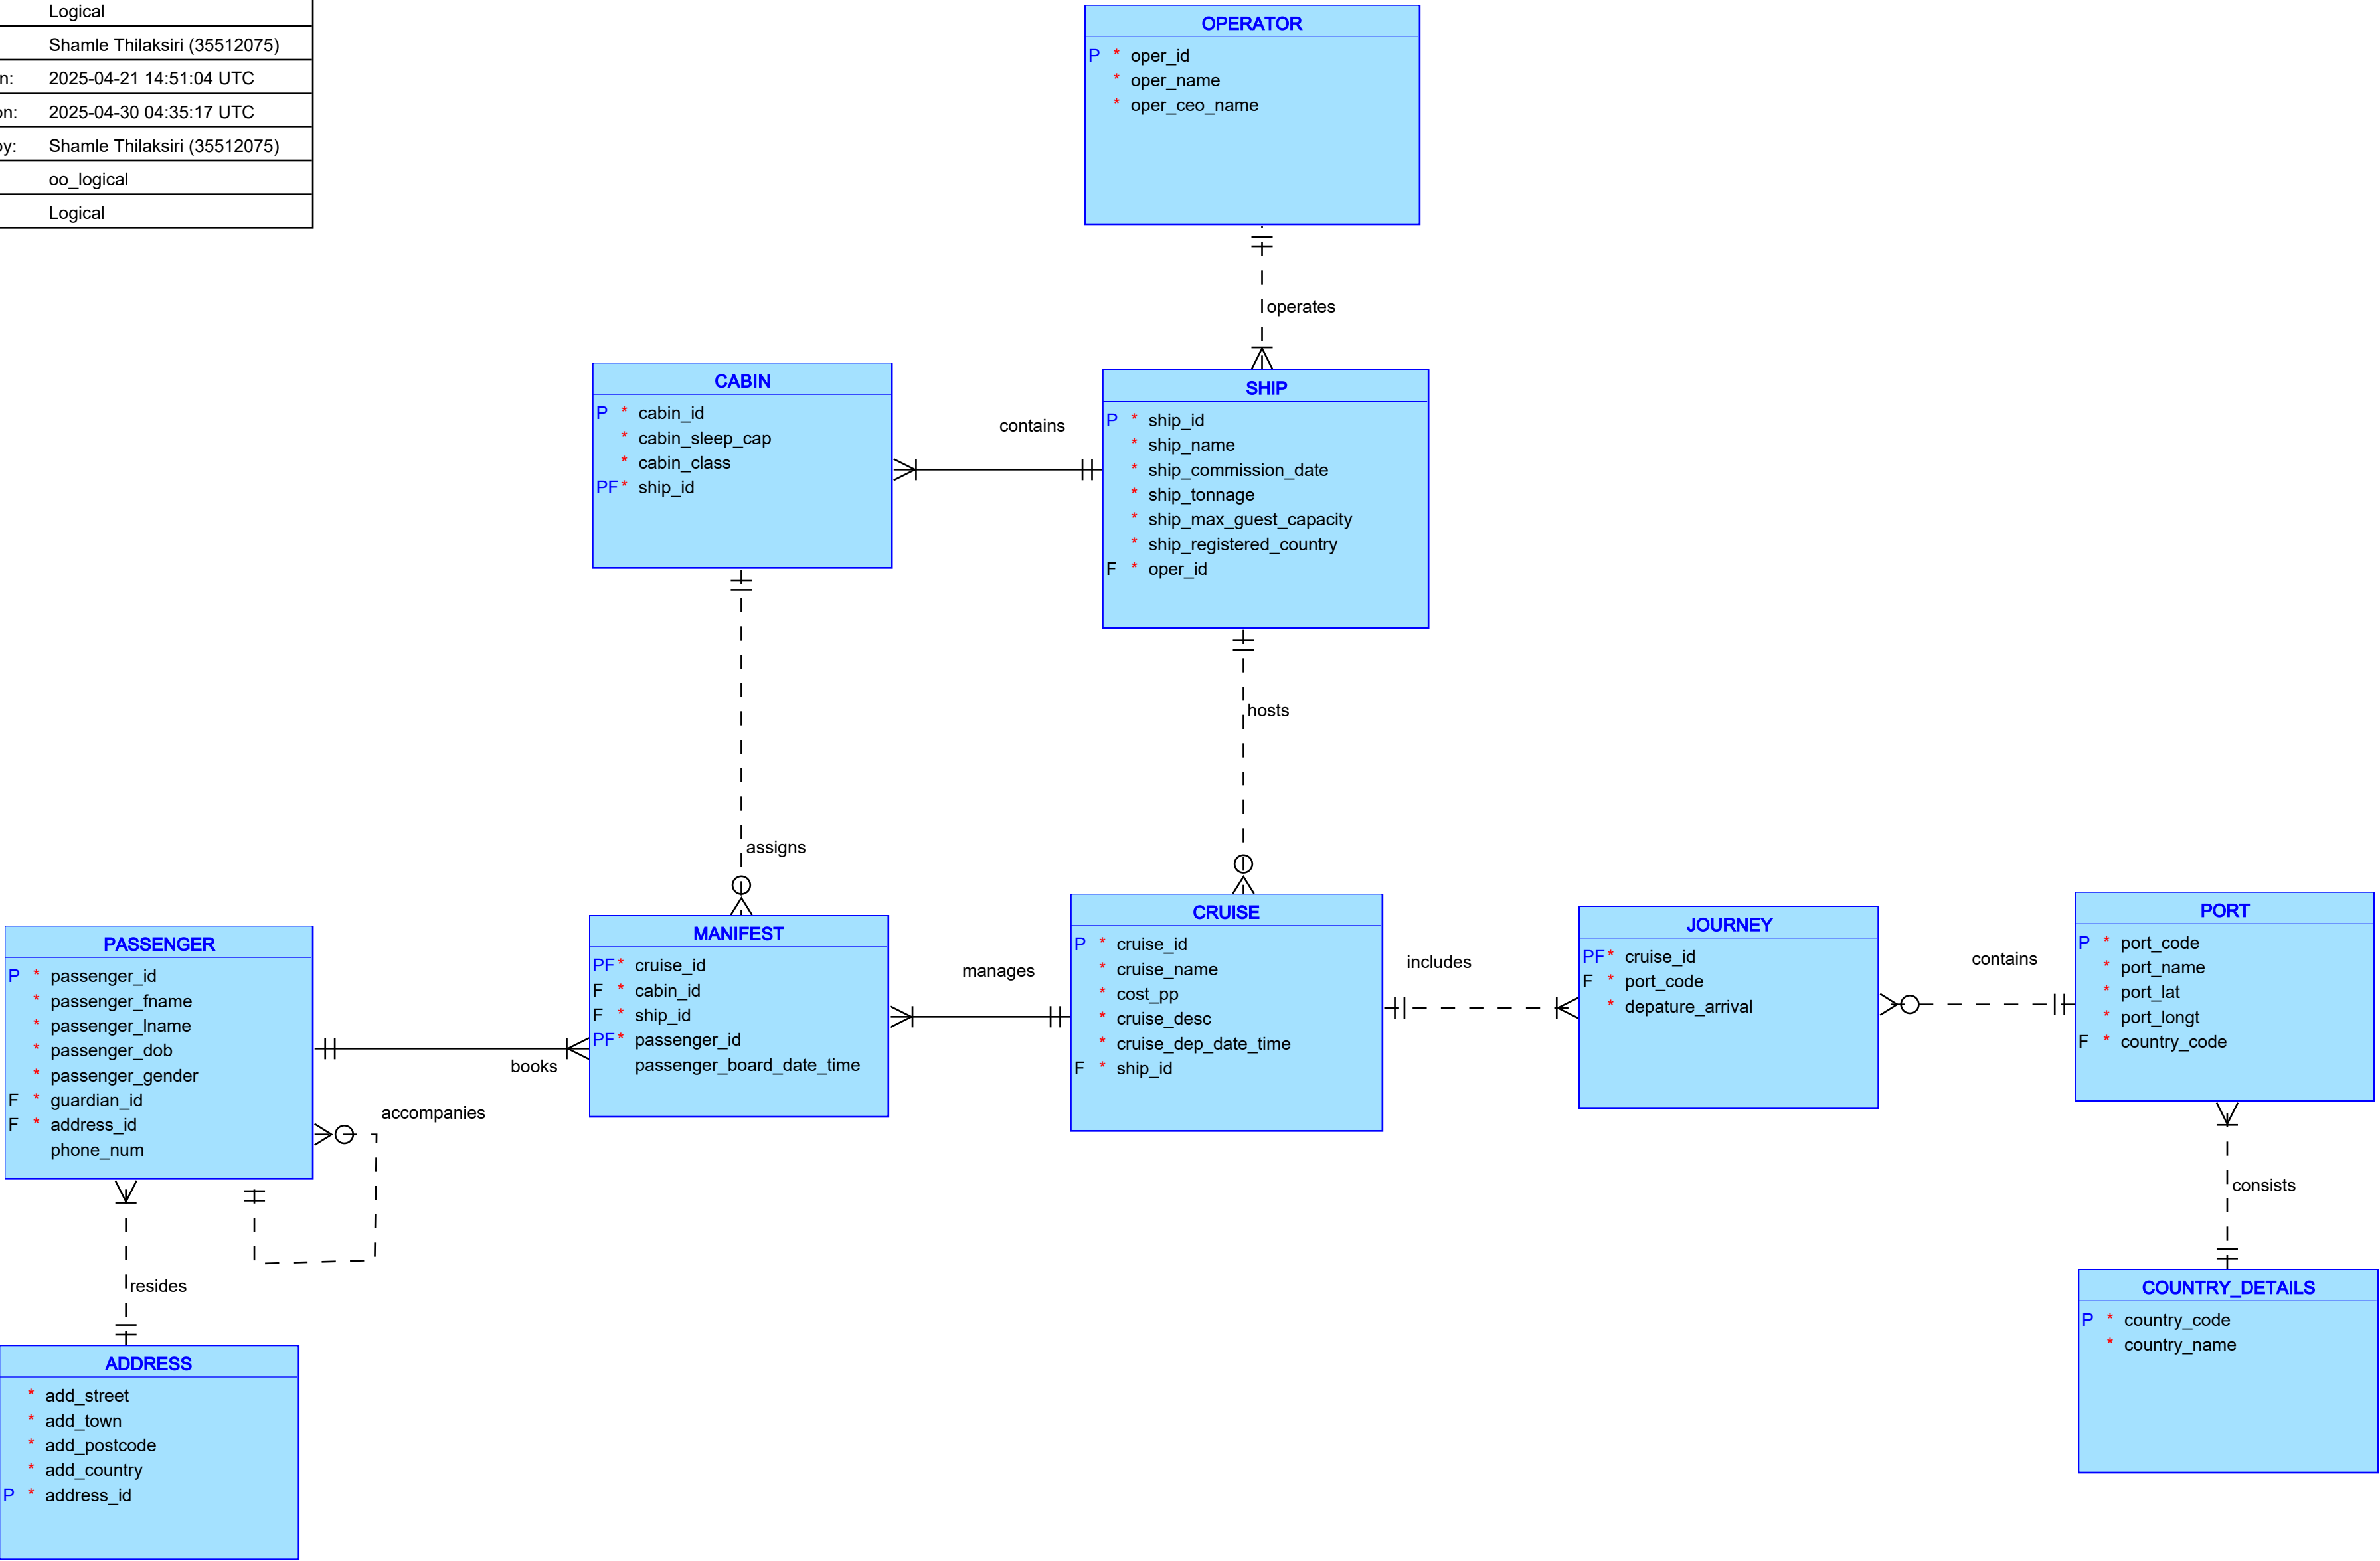 Logical
Shamle Thilaksiri (35512075)
n: 2025-04-21 14:51:04 UTC
on: 2025-04-30 04:35:17 UTC
by: Shamle Thilaksiri (35512075)
oo_logical
Logical
OPERATOR
P * oper_id
* oper_name
* oper_ceo_name
operates
CABIN
P * cabin_id
* cabin_sleep_cap
* cabin_class
PF * ship_id
contains
SHIP
P * ship_id
* ship_name
* ship_commission_date
* ship_tonnage
* ship_max_guest_capacity
* ship_registered_country
F * oper_id
hosts
assigns
PASSENGER
P * passenger_id
* passenger_fname
* passenger_lname
* passenger_dob
* passenger_gender
F * guardian_id
F * address_id
phone_num
books
accompanies
MANIFEST
PF * cruise_id
F * cabin_id
F * ship_id
PF * passenger_id
passenger_board_date_time
manages
CRUISE
P * cruise_id
* cruise_name
* cost_pp
* cruise_desc
* cruise_dep_date_time
F * ship_id
includes
JOURNEY
PF * cruise_id
F * port_code
* depature_arrival
contains
PORT
P * port_code
* port_name
* port_lat
* port_longt
F * country_code
consists
resides
ADDRESS
* add_street
* add_town
* add_postcode
* add_country
P * address_id
COUNTRY_DETAILS
P * country_code
* country_name